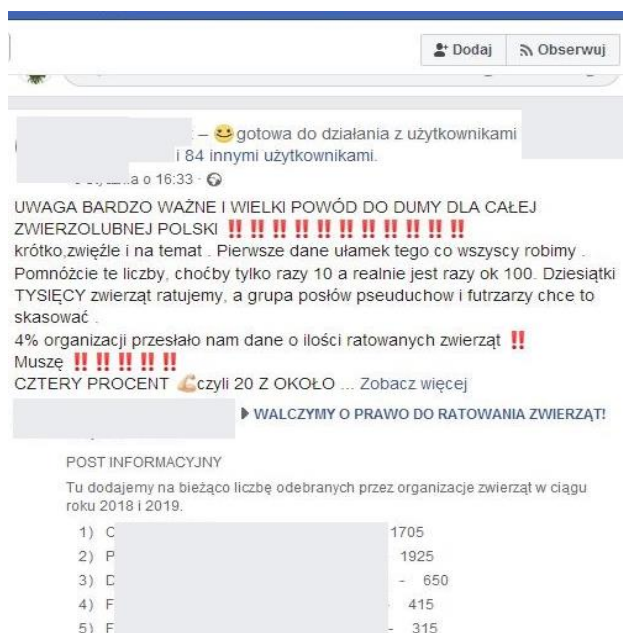 Dodaj Obserwuj
– gotowa do działania z użytkownikami
i 84 innymi użytkownikami.
o 16:33 ·
UWAGA BARDZO WAŻNE I WIELKI POWÓD DO DUMY DLA CAŁEJ
ZWIERZOLUBNEJ POLSKI ‼️ ‼️ ‼️ ‼️ ‼️ ‼️ ‼️ ‼️ ‼️ ‼️ ‼️
krótko,zwięźle i na temat . Pierwsze dane ułamek tego co wszyscy robimy .
Pomnóżcie te liczby, choćby tylko razy 10 a realnie jest razy ok 100. Dziesiątki
TYSIĘCY zwierząt ratujemy, a grupa posłów pseuduchow i futrzarzy chce to
skasować .
4% organizacji przesłało nam dane o ilości ratowanych zwierząt ‼️
Muszę ‼️ ‼️ ‼️ ‼️ ‼️
CZTERY PROCENT 💪czyli 20 Z OKOŁO ... Zobacz więcej
WALCZYMY O PRAWO DO RATOWANIA ZWIERZĄT!
POST INFORMACYJNY
Tu dodajemy na bieżąco liczbę odebranych przez organizacje zwierząt w ciągu
roku 2018 i 2019.
1) C 1705
2) P 1925
3) D - 650
4) F 415
5) F - 315